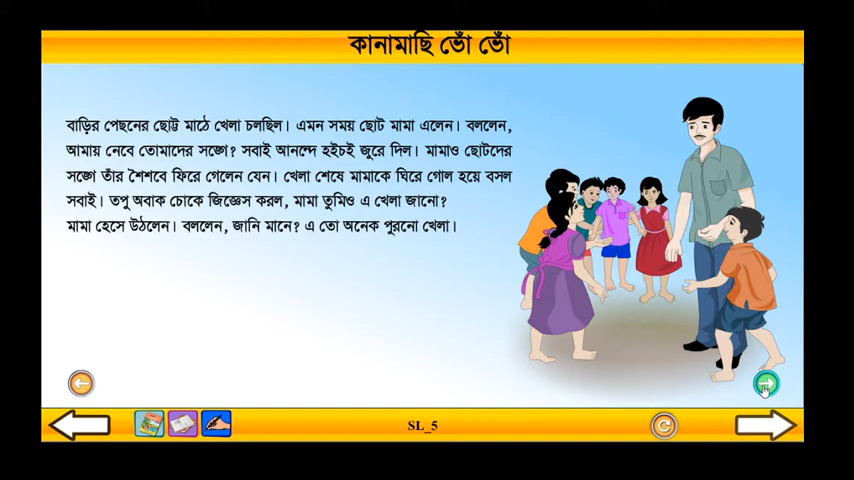 কানামাছি ভোঁ ভোঁ
বাড়ির পেছনের ছোট্ট মাঠে খেলা চলছিল। এমন সময় ছোট মামা এলেন। বললেন,
আমায় নেবে তোমাদের সঙ্গে? সবাই আনন্দে হইচই জুরে দিল। মামাও ছোটদের
সঙ্গে তাঁর শৈশবে ফিরে গেলেন যেন। খেলা শেষে মামাকে ঘিরে গোল হয়ে বসল
সবাই। তপু অবাক চোকে জিজ্ঞেস করল, মামা তুমিও এ খেলা জানো?
মামা হেসে উঠলেন। বললেন, জানি মানে? এ তো অনেক পুরনো খেলা।
SL_5